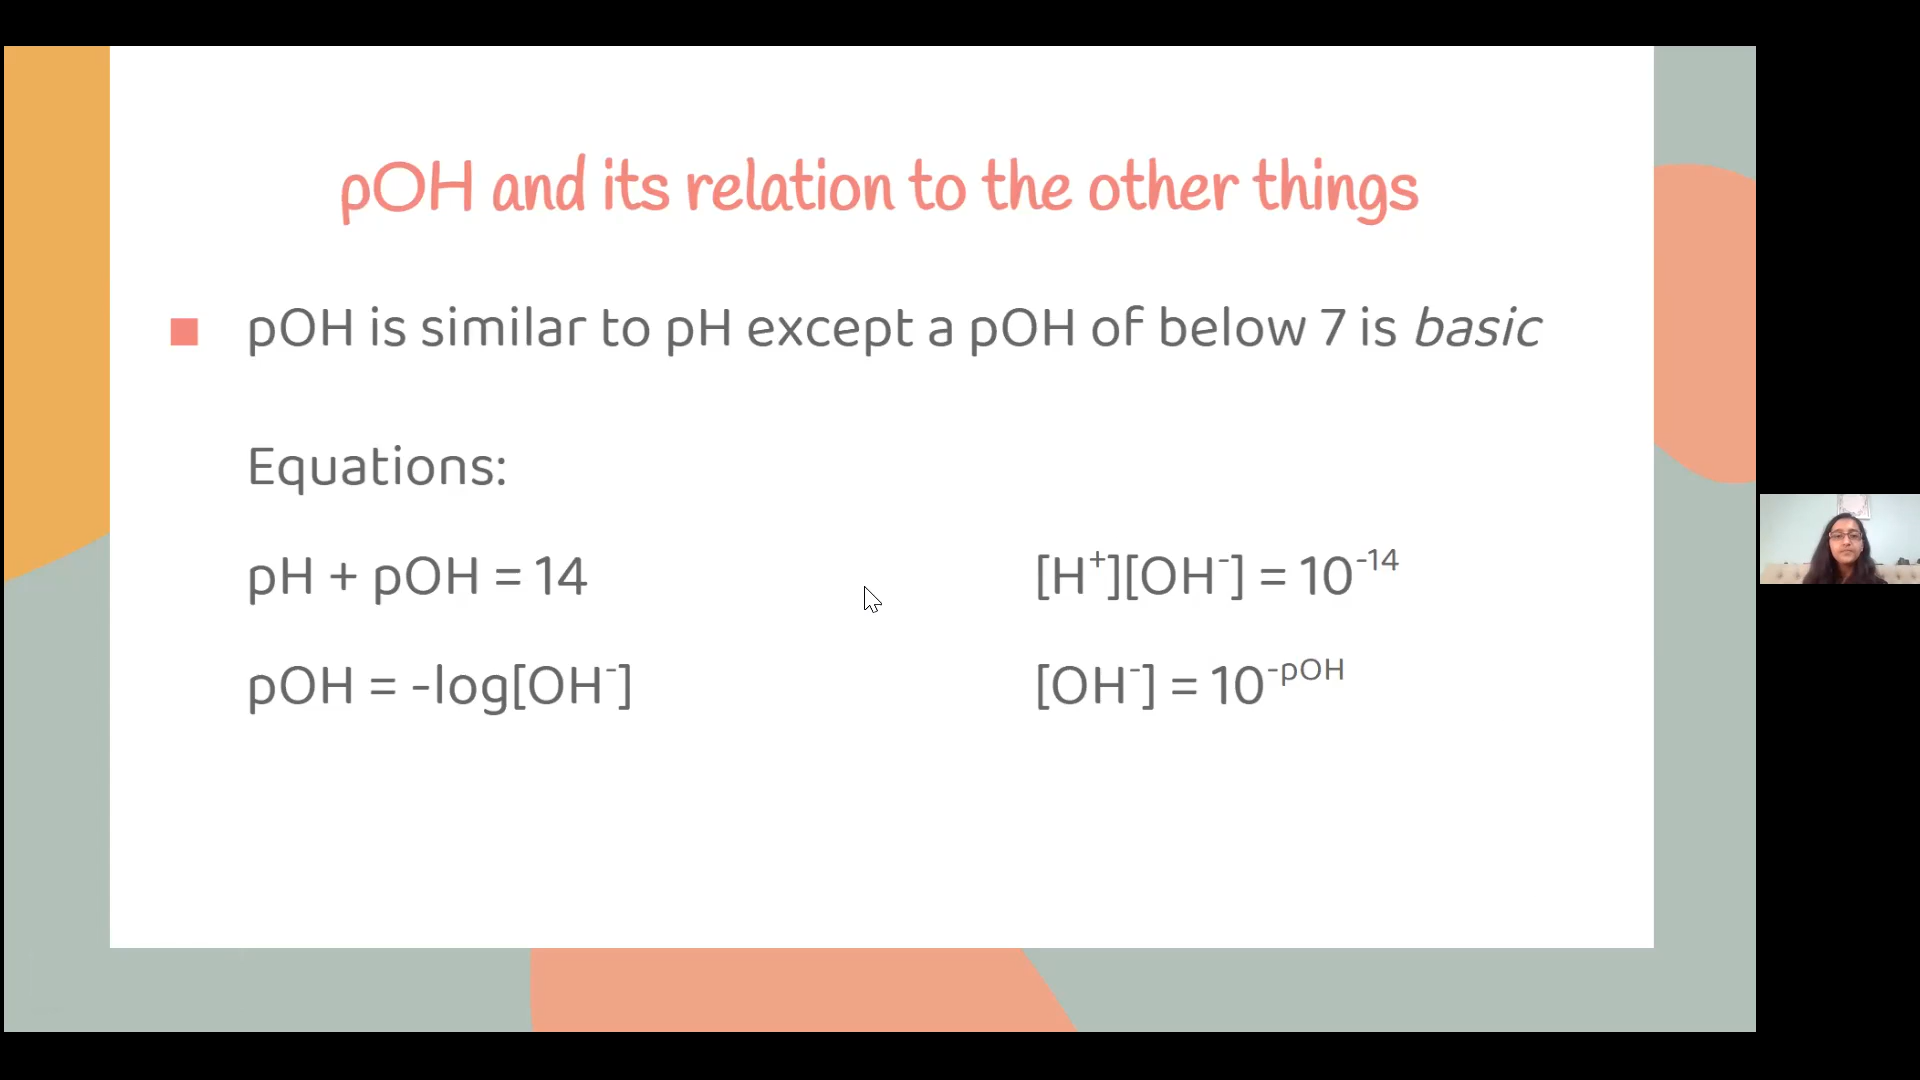 pOH and its relation to the other things
pOH is similar to pH except a pOH of below 7 is basic
Equations:
pH + pOH = 14
[H⁺][OH⁻] = 10⁻¹⁴
pOH = -log[OH⁻]
[OH⁻] = 10^-pOH